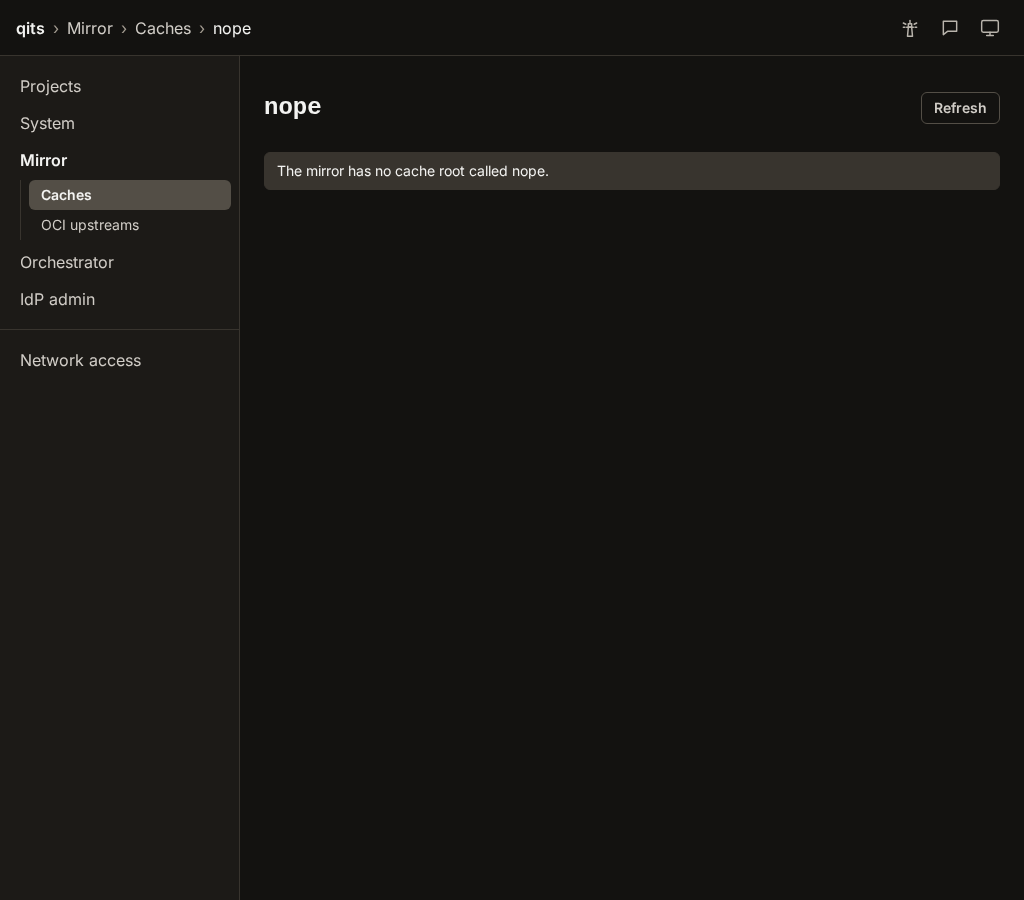 qits › Mirror › Caches › nope
Projects
System
Mirror
Caches
OCI upstreams
Orchestrator
IdP admin
Network access
nope
Refresh
The mirror has no cache root called nope.